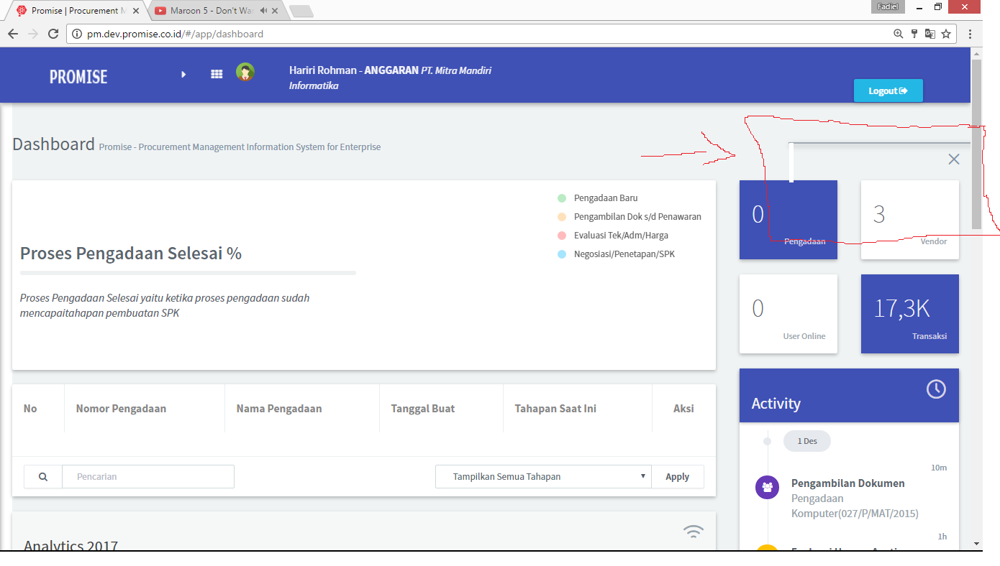 Promise | Procurement M
Maroon 5 - Don't Wa
Fadiel
pm.dev.promise.co.id/#/app/dashboard
PROMISE
Hariri Rohman - ANGGARAN PT. Mitra Mandiri
Informatika
Logout
Dashboard Promise - Procurement Management Information System for Enterprise
Pengadaan Baru
Pengambilan Dok s/d Penawaran
Evaluasi Tek/Adm/Harga
Negosiasi/Penetapan/SPK
Proses Pengadaan Selesai %
Proses Pengadaan Selesai yaitu ketika proses pengadaan sudah
mencapaitahapan pembuatan SPK
0
Pengadaan
3
Vendor
0
User Online
17,3K
Transaksi
No Nomor Pengadaan Nama Pengadaan Tanggal Buat Tahapan Saat Ini Aksi
Pencarian
Tampilkan Semua Tahapan
Apply
Analytics 2017
Activity
1 Des
10m
Pengambilan Dokumen
Pengadaan
Komputer(027/P/MAT/2015)
1h